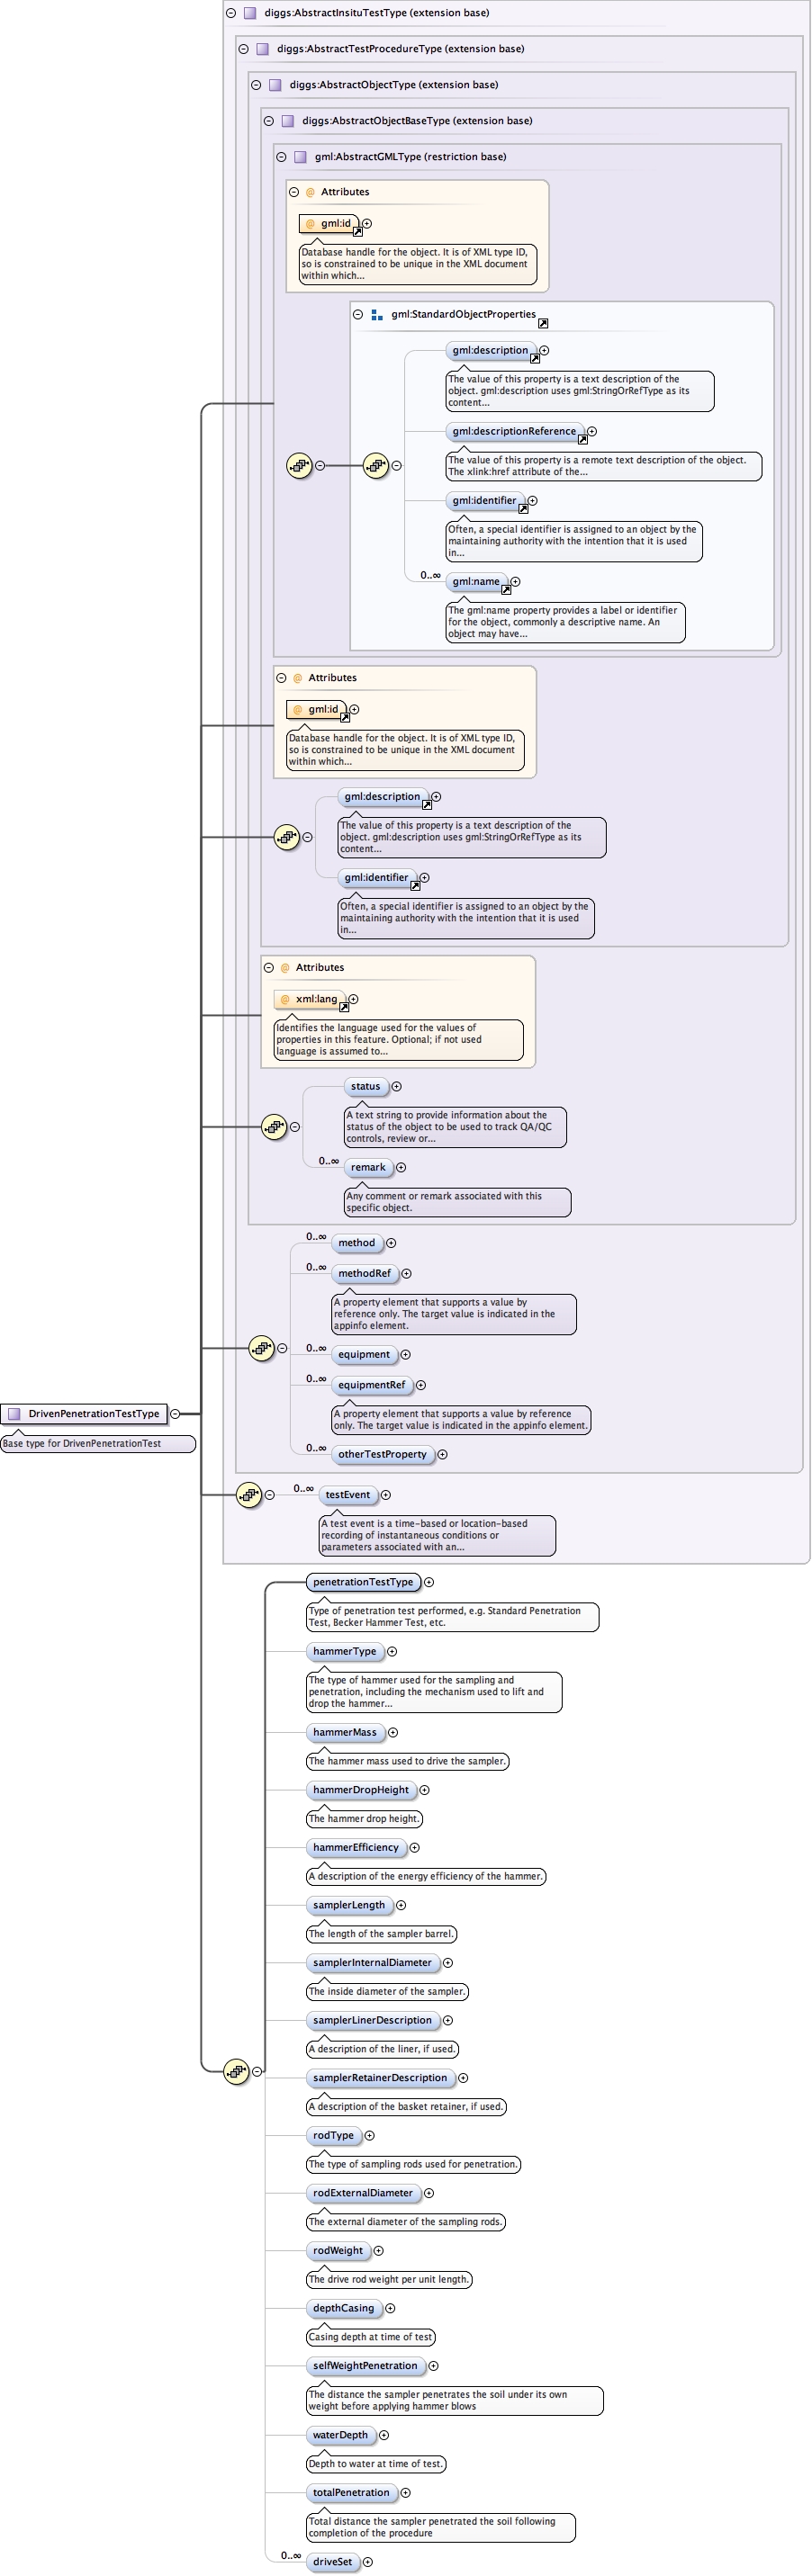 diggs:AbstractInsituTestType (extension base)
diggs:AbstractTestProcedureType (extension base)
diggs:AbstractObjectType (extension base)
diggs:AbstractObjectBaseType (extension base)
gml:AbstractGMLType (restriction base)
@ Attributes
@ gml:id
Database handle for the object. It is of XML type ID,
so is constrained to be unique in the XML document
within which...
gml:StandardObjectProperties
gml:description
The value of this property is a text description of the
object. gml:description uses gml:StringOrRefType as its
content...
gml:descriptionReference
The value of this property is a remote text description of the object.
The xlink:href attribute of the...
gml:identifier
Often, a special identifier is assigned to an object by the
maintaining authority with the intention that it is used
in...
0..∞
gml:name
The gml:name property provides a label or identifier
for the object, commonly a descriptive name. An
object may have...
@ Attributes
@ gml:id
Database handle for the object. It is of XML type ID,
so is constrained to be unique in the XML document
within which...
gml:description
The value of this property is a text description of the
object. gml:description uses gml:StringOrRefType as its
content...
gml:identifier
Often, a special identifier is assigned to an object by the
maintaining authority with the intention that it is used
in...
@ Attributes
@ xml:lang
Identifies the language used for the values of
properties in this feature. Optional; if not used
language is assumed to...
status
A text string to provide information about the
status of the object to be used to track QA/QC
controls, review or...
0..∞
remark
Any comment or remark associated with this
specific object.
0..∞
method
0..∞
methodRef
A property element that supports a value by
reference only. The target value is indicated in the
appinfo element.
0..∞
equipment
0..∞
equipmentRef
A property element that supports a value by reference
only. The target value is indicated in the appinfo element.
0..∞
otherTestProperty
DrivenPenetrationTestType
Base type for DrivenPenetrationTest
0..∞
testEvent
A test event is a time-based or location-based
recording of instantaneous conditions or
parameters associated with an...
penetrationTestType
Type of penetration test performed, e.g. Standard Penetration
Test, Becker Hammer Test, etc.
hammerType
The type of hammer used for the sampling and
penetration, including the mechanism used to lift and
drop the hammer...
hammerMass
The hammer mass used to drive the sampler.
hammerDropHeight
The hammer drop height.
hammerEfficiency
A description of the energy efficiency of the hammer.
samplerLength
The length of the sampler barrel.
samplerInternalDiameter
The inside diameter of the sampler.
samplerLinerDescription
A description of the liner, if used.
samplerRetainerDescription
A description of the basket retainer, if used.
rodType
The type of sampling rods used for penetration.
rodExternalDiameter
The external diameter of the sampling rods.
rodWeight
The drive rod weight per unit length.
depthCasing
Casing depth at time of test
selfWeightPenetration
The distance the sampler penetrates the soil under its own
weight before applying hammer blows
waterDepth
Depth to water at time of test.
totalPenetration
Total distance the sampler penetrated the soil following
completion of the procedure
0..∞
driveSet